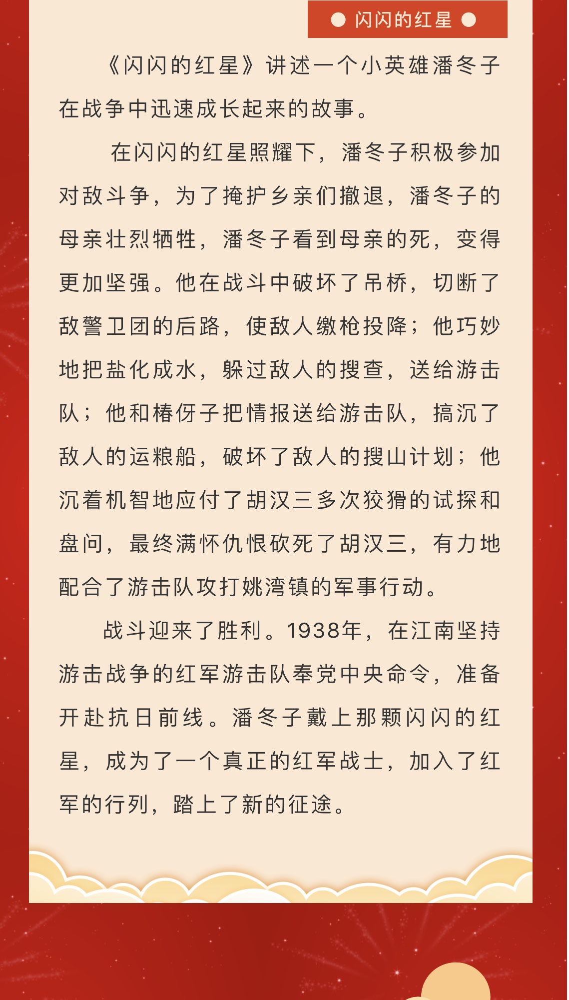 ● 闪闪的红星 ●
《闪闪的红星》讲述一个小英雄潘冬子
在战争中迅速成长起来的故事。
在闪闪的红星照耀下，潘冬子积极参加
对敌斗争，为了掩护乡亲们撤退，潘冬子的
母亲壮烈牺牲，潘冬子看到母亲的死，变得
更加坚强。他在战斗中破坏了吊桥，切断了
敌警卫团的后路，使敌人缴枪投降；他巧妙
地把盐化成水，躲过敌人的搜查，送给游击
队；他和椿伢子把情报送给游击队，搞沉了
敌人的运粮船，破坏了敌人的搜山计划；他
沉着机智地应付了胡汉三多次狡猾的试探和
盘问，最终满怀仇恨砍死了胡汉三，有力地
配合了游击队攻打姚湾镇的军事行动。
战斗迎来了胜利。1938年，在江南坚持
游击战争的红军游击队奉党中央命令，准备
开赴抗日前线。潘冬子戴上那颗闪闪的红
星，成为了一个真正的红军战士，加入了红
军的行列，踏上了新的征途。